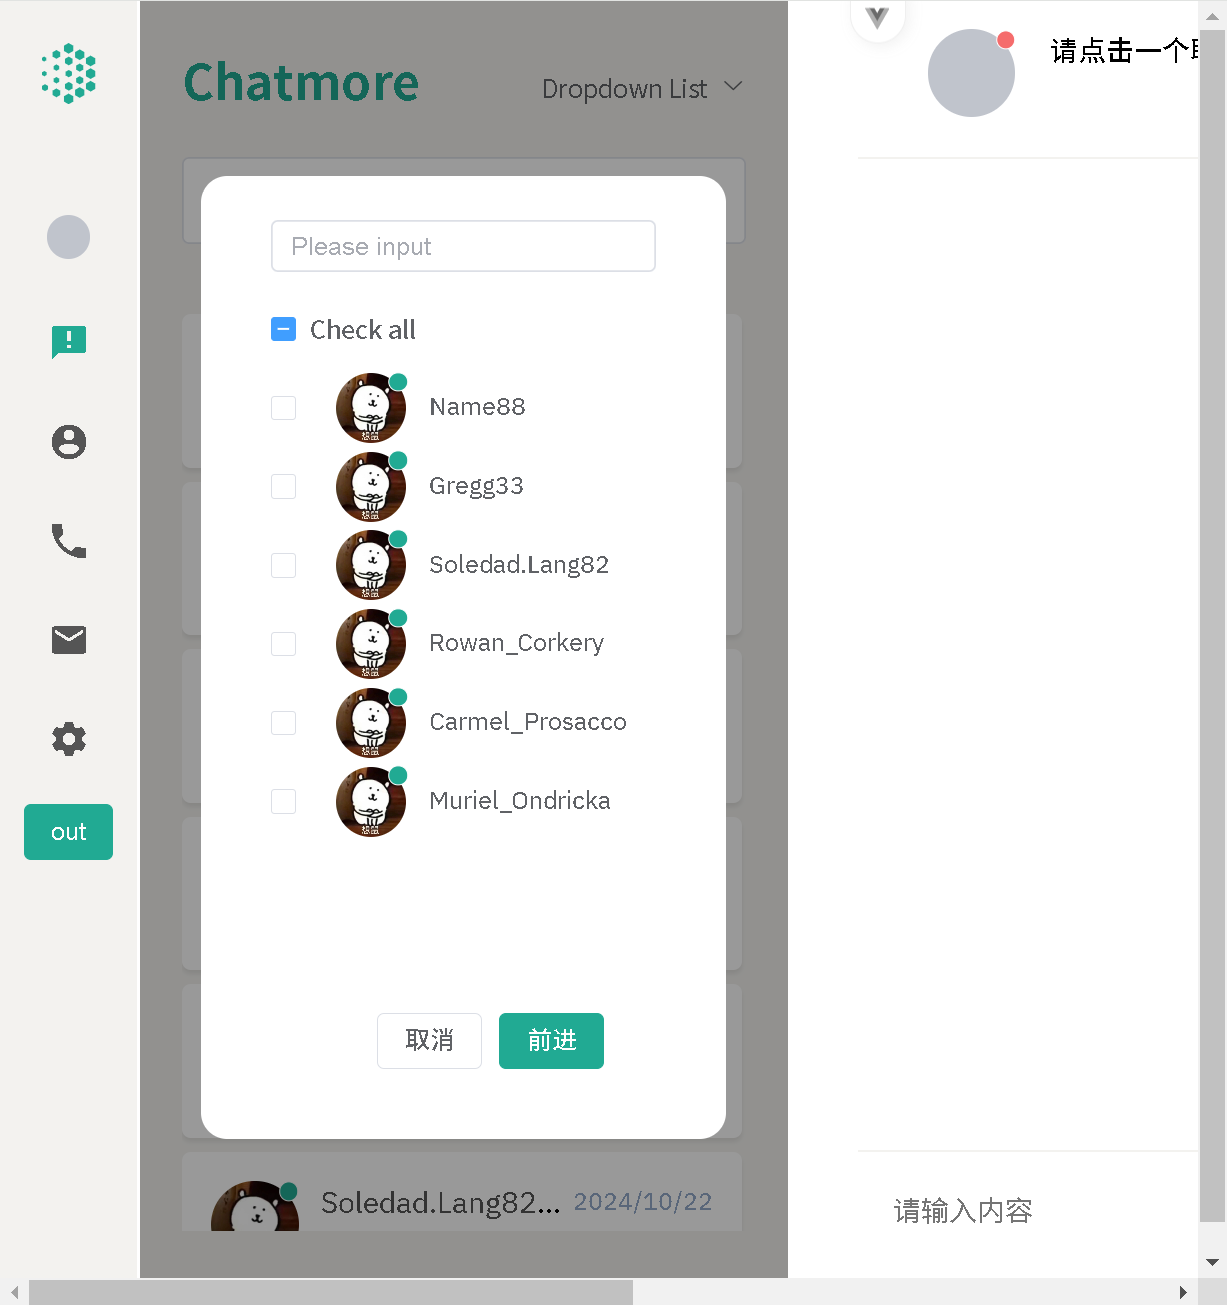 Chatmore
Dropdown List
请点击一个
Please input
Check all
Name88
Gregg33
Soledad.Lang82
Rowan_Corkery
Carmel_Prosacco
Muriel_Ondricka
out
取消
前进
Soledad.Lang82... 2024/10/22
请输入内容